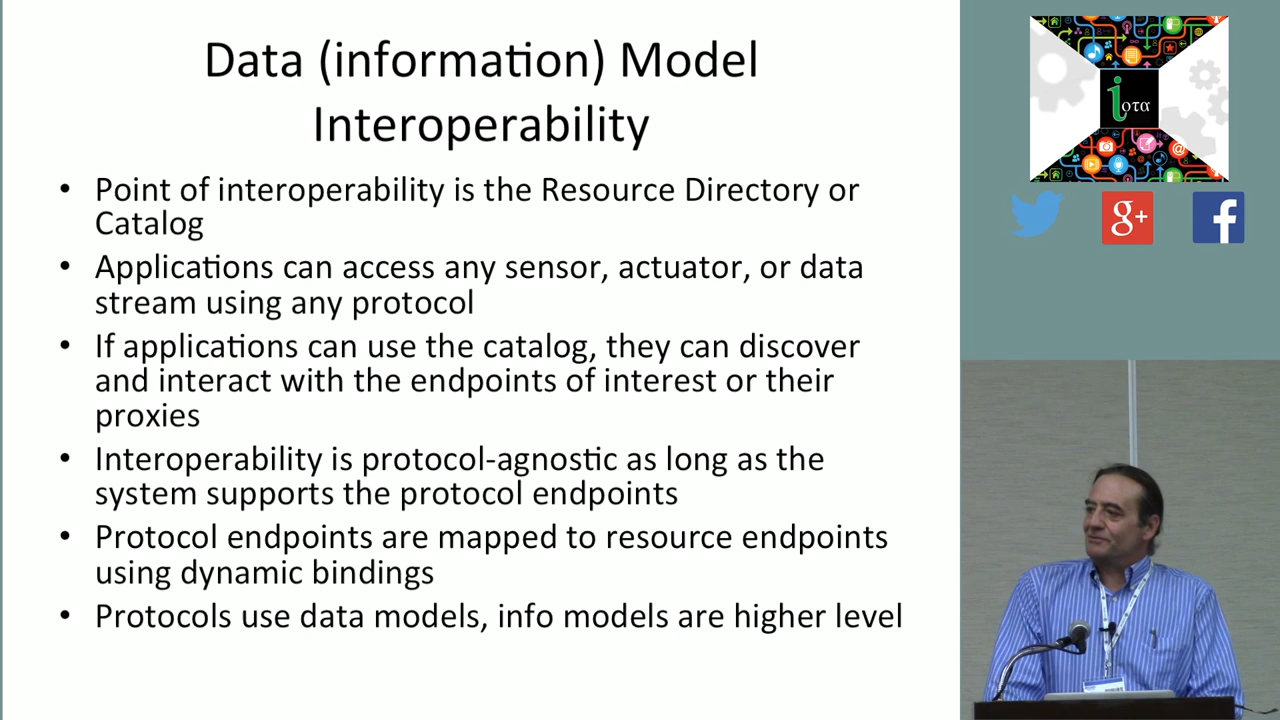 Data (information) Model
Interoperability
• Point of interoperability is the Resource Directory or
Catalog
• Applications can access any sensor, actuator, or data
stream using any protocol
• If applications can use the catalog, they can discover
and interact with the endpoints of interest or their
proxies
• Interoperability is protocol-agnostic as long as the
system supports the protocol endpoints
• Protocol endpoints are mapped to resource endpoints
using dynamic bindings
• Protocols use data models, info models are higher level
iοτα
g+
f